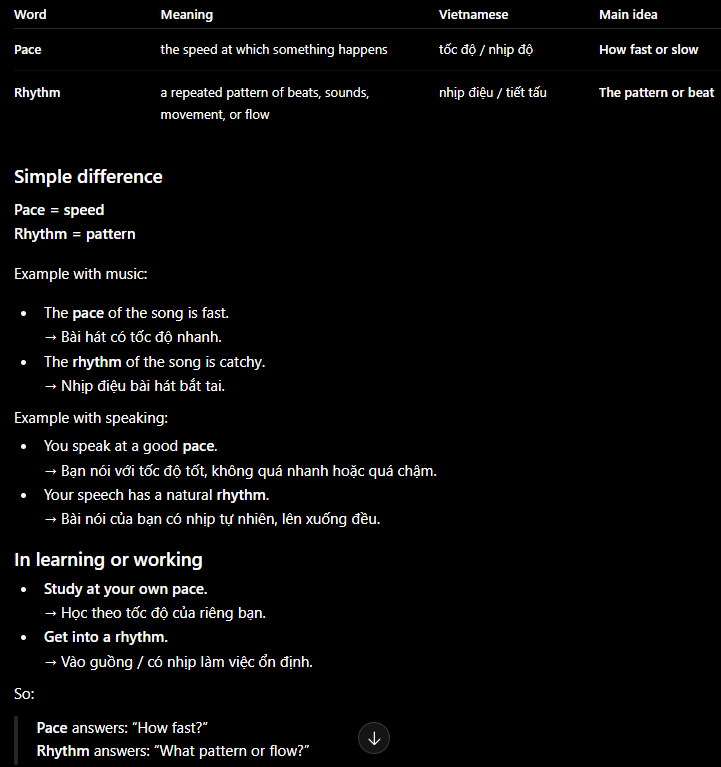 Word Meaning Vietnamese Main idea
Pace the speed at which something happens tốc độ / nhịp độ How fast or slow
Rhythm a repeated pattern of beats, sounds, nhịp điệu / tiết tấu The pattern or beat
movement, or flow
Simple difference
Pace = speed
Rhythm = pattern
Example with music:
• The pace of the song is fast.
→ Bài hát có tốc độ nhanh.
• The rhythm of the song is catchy.
→ Nhịp điệu bài hát bắt tai.
Example with speaking:
• You speak at a good pace.
→ Bạn nói với tốc độ tốt, không quá nhanh hoặc quá chậm.
• Your speech has a natural rhythm.
→ Bài nói của bạn có nhịp tự nhiên, lên xuống đều.
In learning or working
• Study at your own pace.
→ Học theo tốc độ của riêng bạn.
• Get into a rhythm.
→ Vào guồng / có nhịp làm việc ổn định.
So:
Pace answers: “How fast?”
Rhythm answers: “What pattern or flow?”